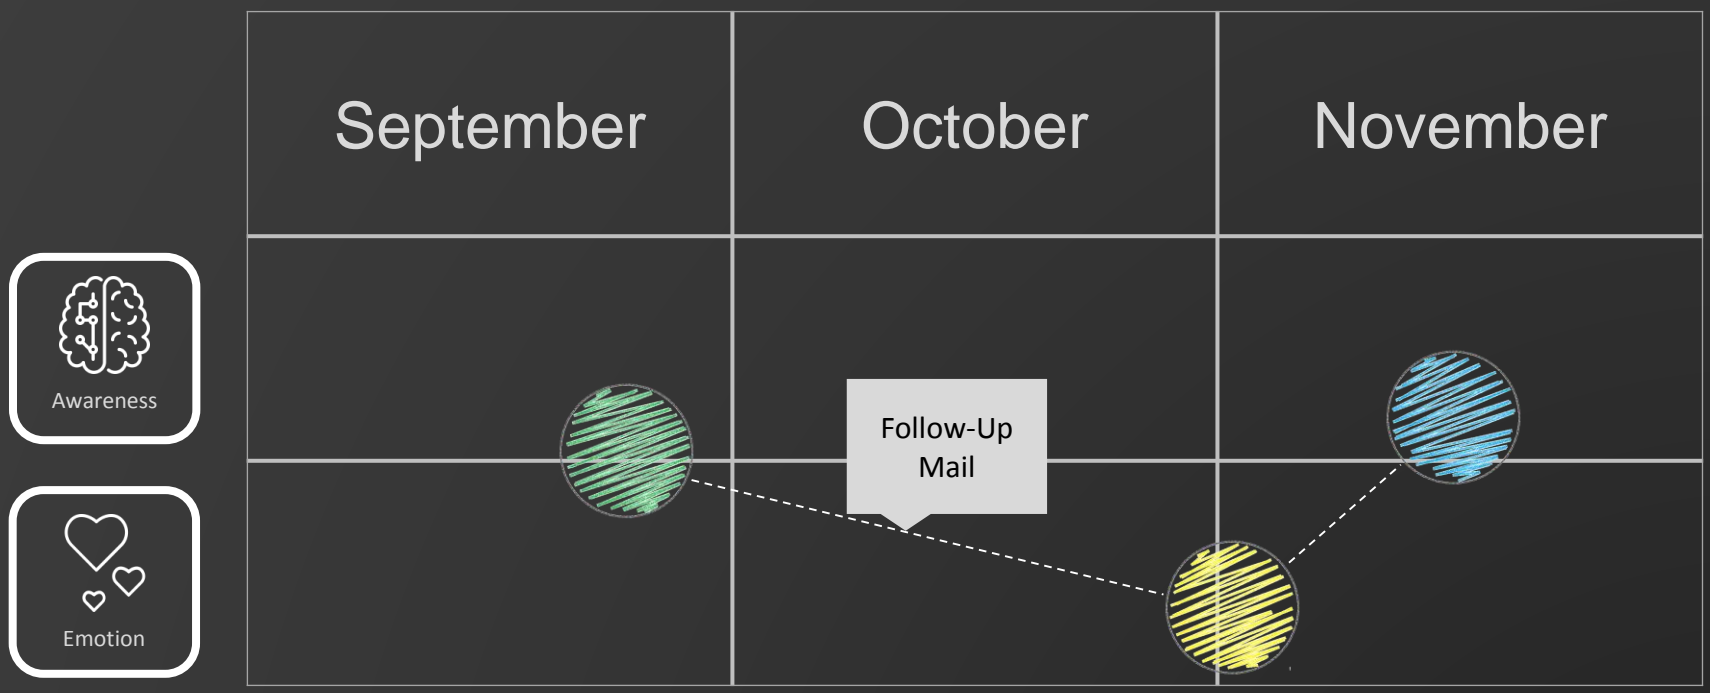 September
October
November
Awareness
Follow-Up
Mail
Emotion